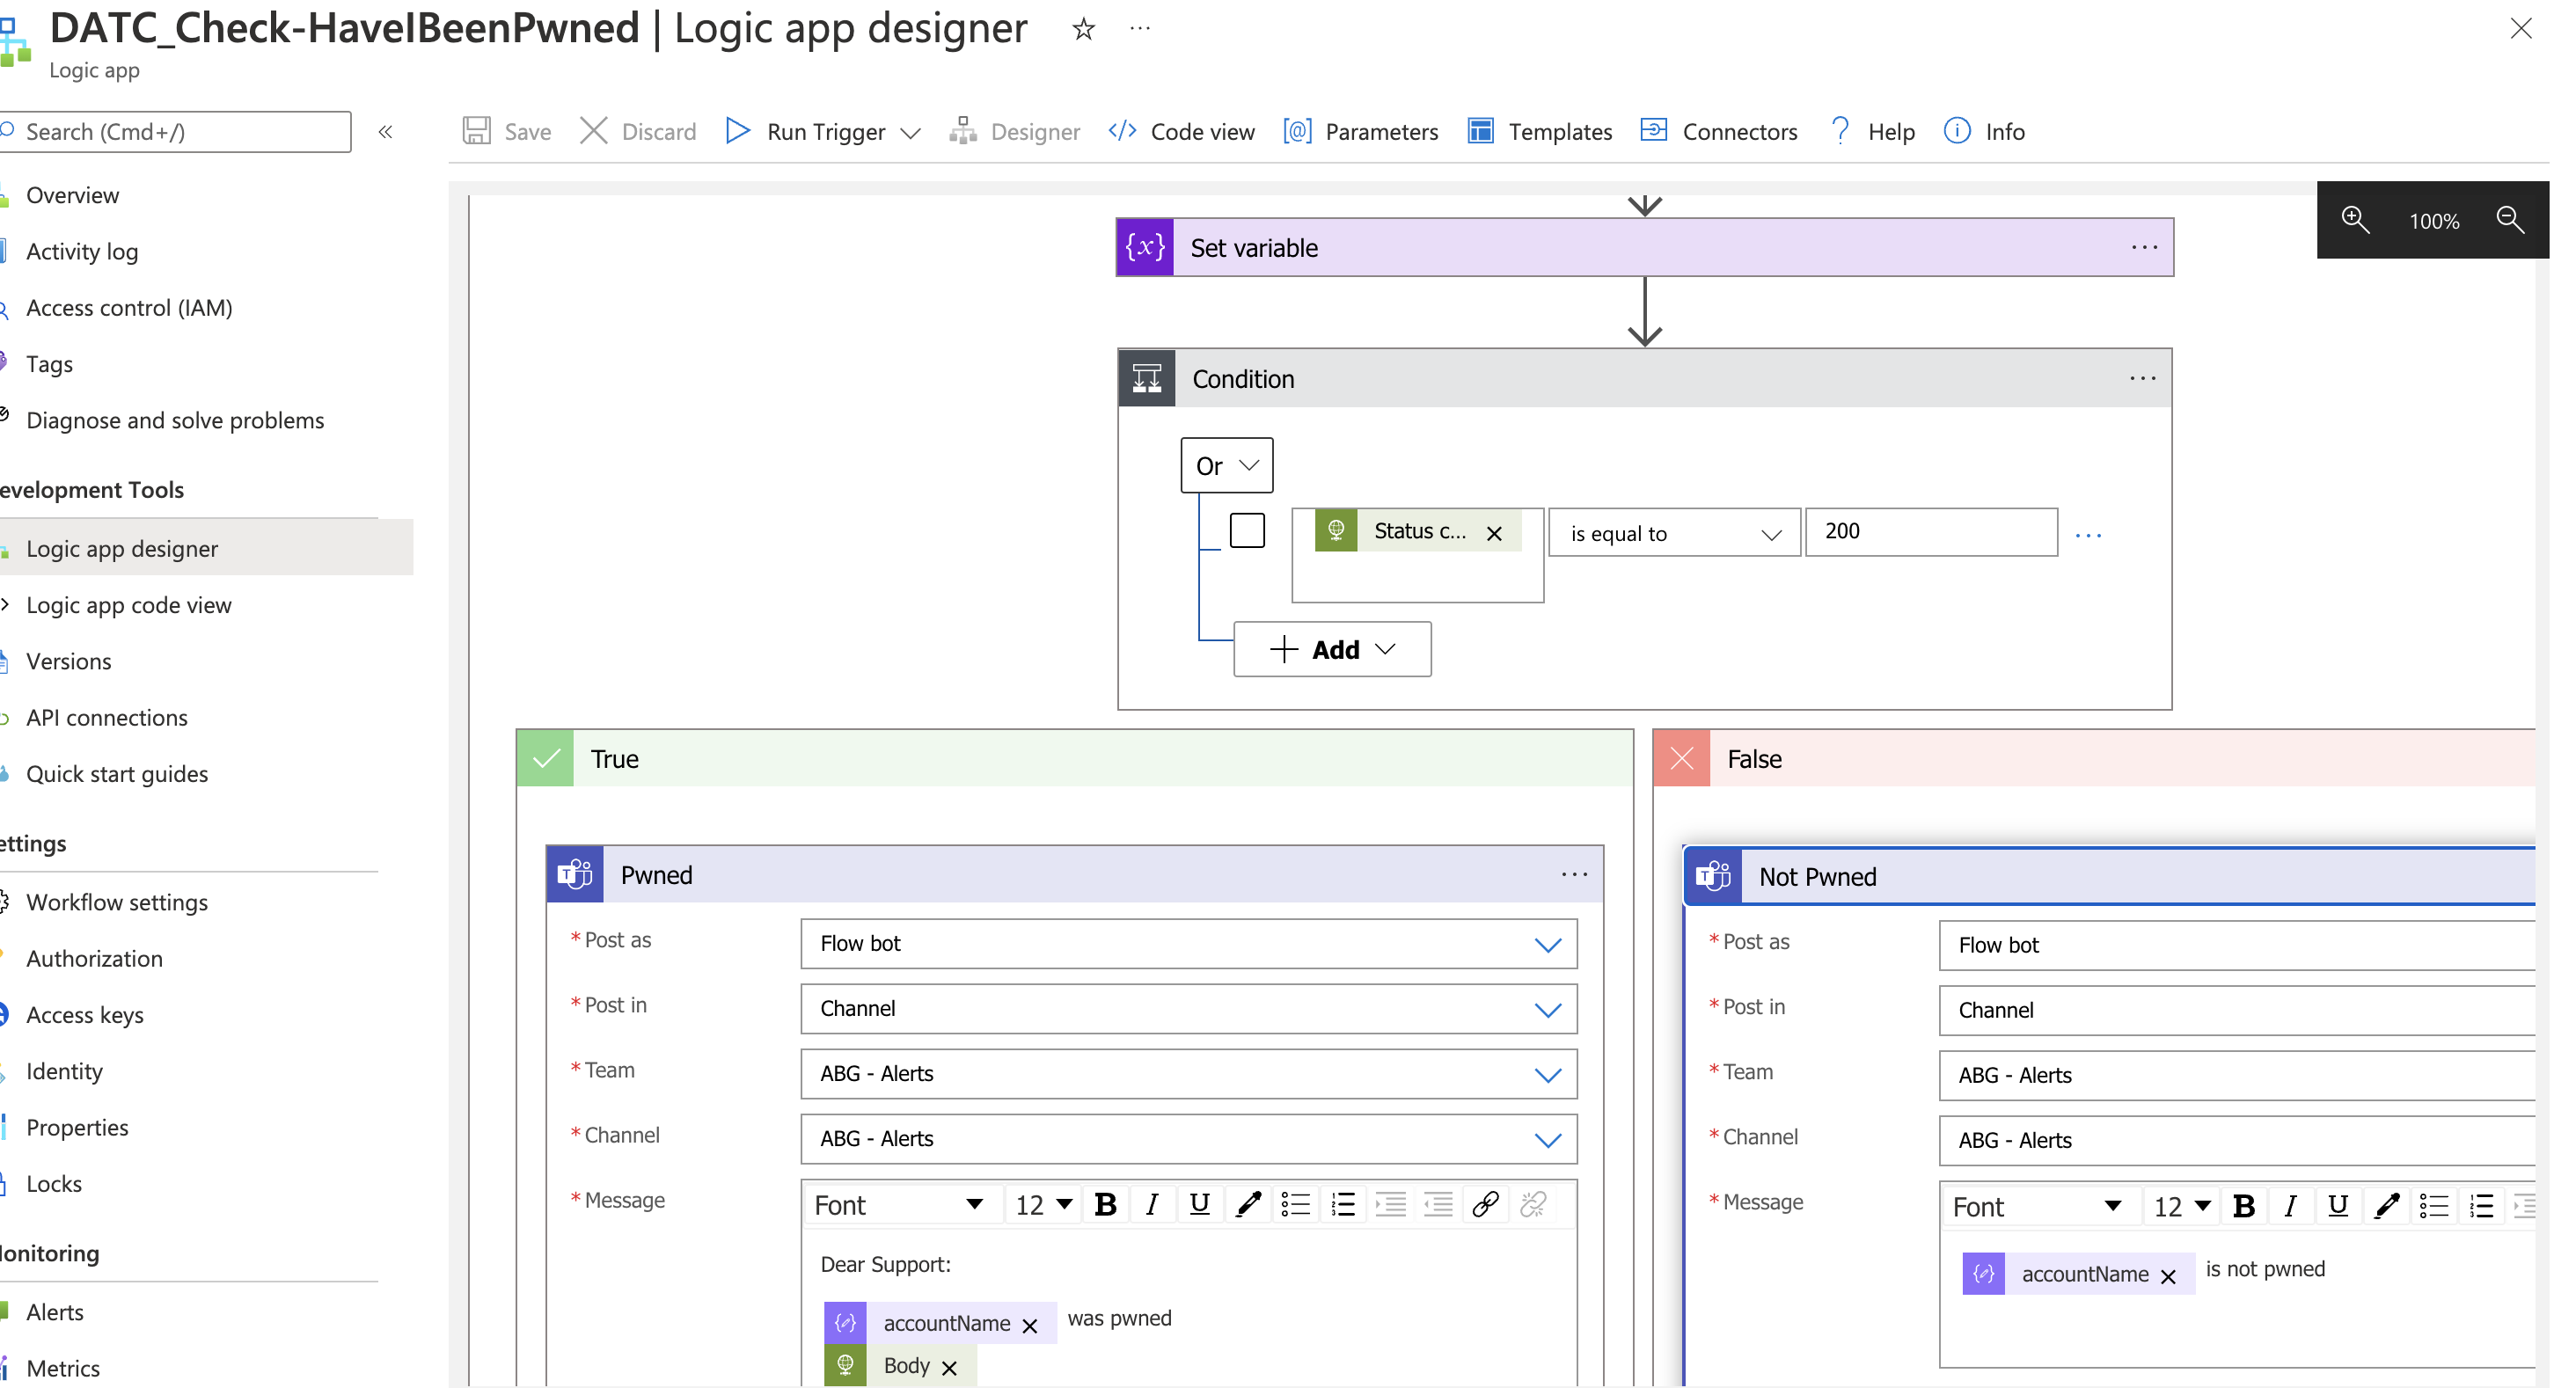 DATC_Check-HaveIBeenPwned | Logic app designer
Logic app
Search (Cmd+/)
Save
Discard
Run Trigger
Designer
Code view
Parameters
Templates
Connectors
Help
Info
Overview
Activity log
Access control (IAM)
Tags
Diagnose and solve problems
evelopment Tools
Logic app designer
Logic app code view
Versions
API connections
Quick start guides
ettings
Workflow settings
Authorization
Access keys
Identity
Properties
Locks
onitoring
Alerts
Metrics
100%
{x} Set variable
Condition
Or
Status c...
is equal to
200
Add
True
Pwned
*Post as
Flow bot
*Post in
Channel
*Team
ABG - Alerts
*Channel
ABG - Alerts
*Message
Font 12 B I U
Dear Support:
accountName was pwned
Body
False
Not Pwned
*Post as
Flow bot
*Post in
Channel
*Team
ABG - Alerts
*Channel
ABG - Alerts
*Message
Font 12 B I U
accountName is not pwned